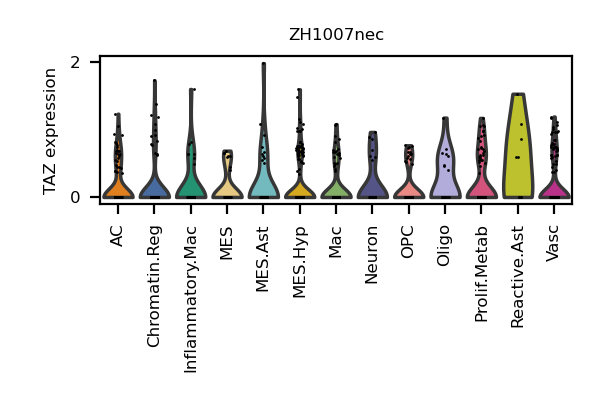 ZH1007nec
TAZ expression
2
0
AC
Chromatin.Reg
Inflammatory.Mac
MES
MES.Ast
MES.Hyp
Mac
Neuron
OPC
Oligo
Prolif.Metab
Reactive.Ast
Vasc